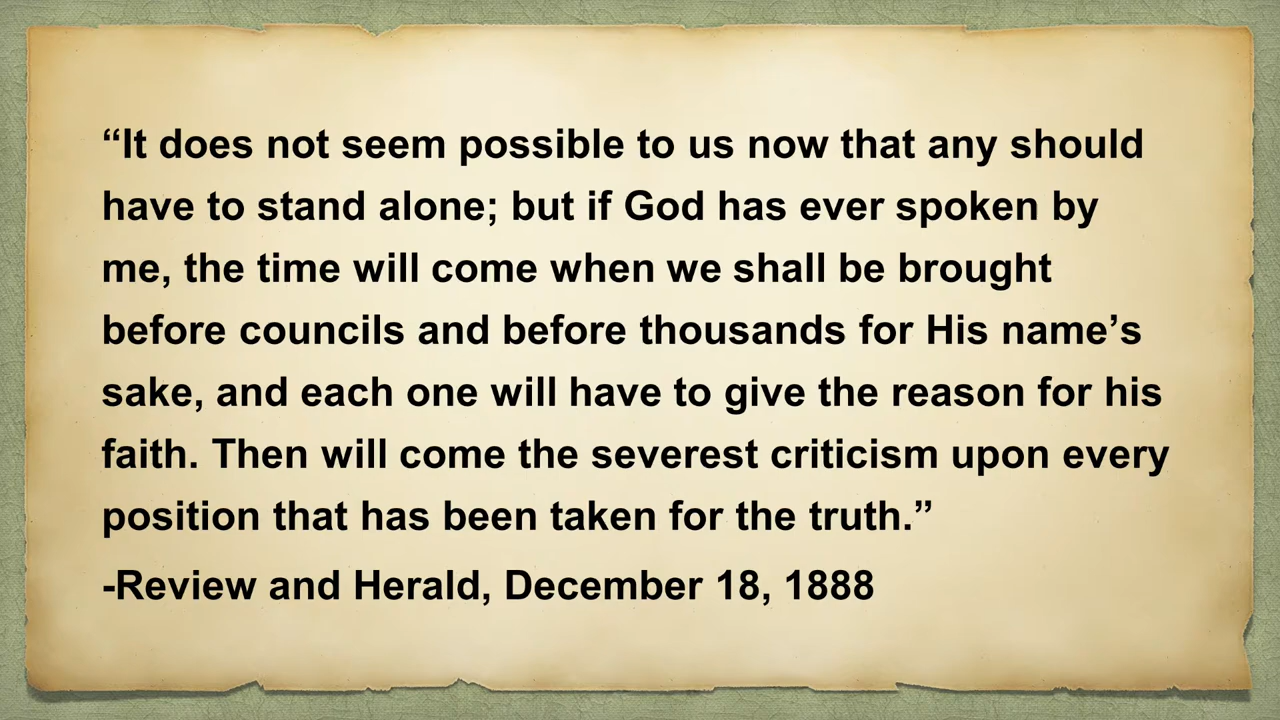 “It does not seem possible to us now that any should
have to stand alone; but if God has ever spoken by
me, the time will come when we shall be brought
before councils and before thousands for His name’s
sake, and each one will have to give the reason for his
faith. Then will come the severest criticism upon every
position that has been taken for the truth.”
-Review and Herald, December 18, 1888